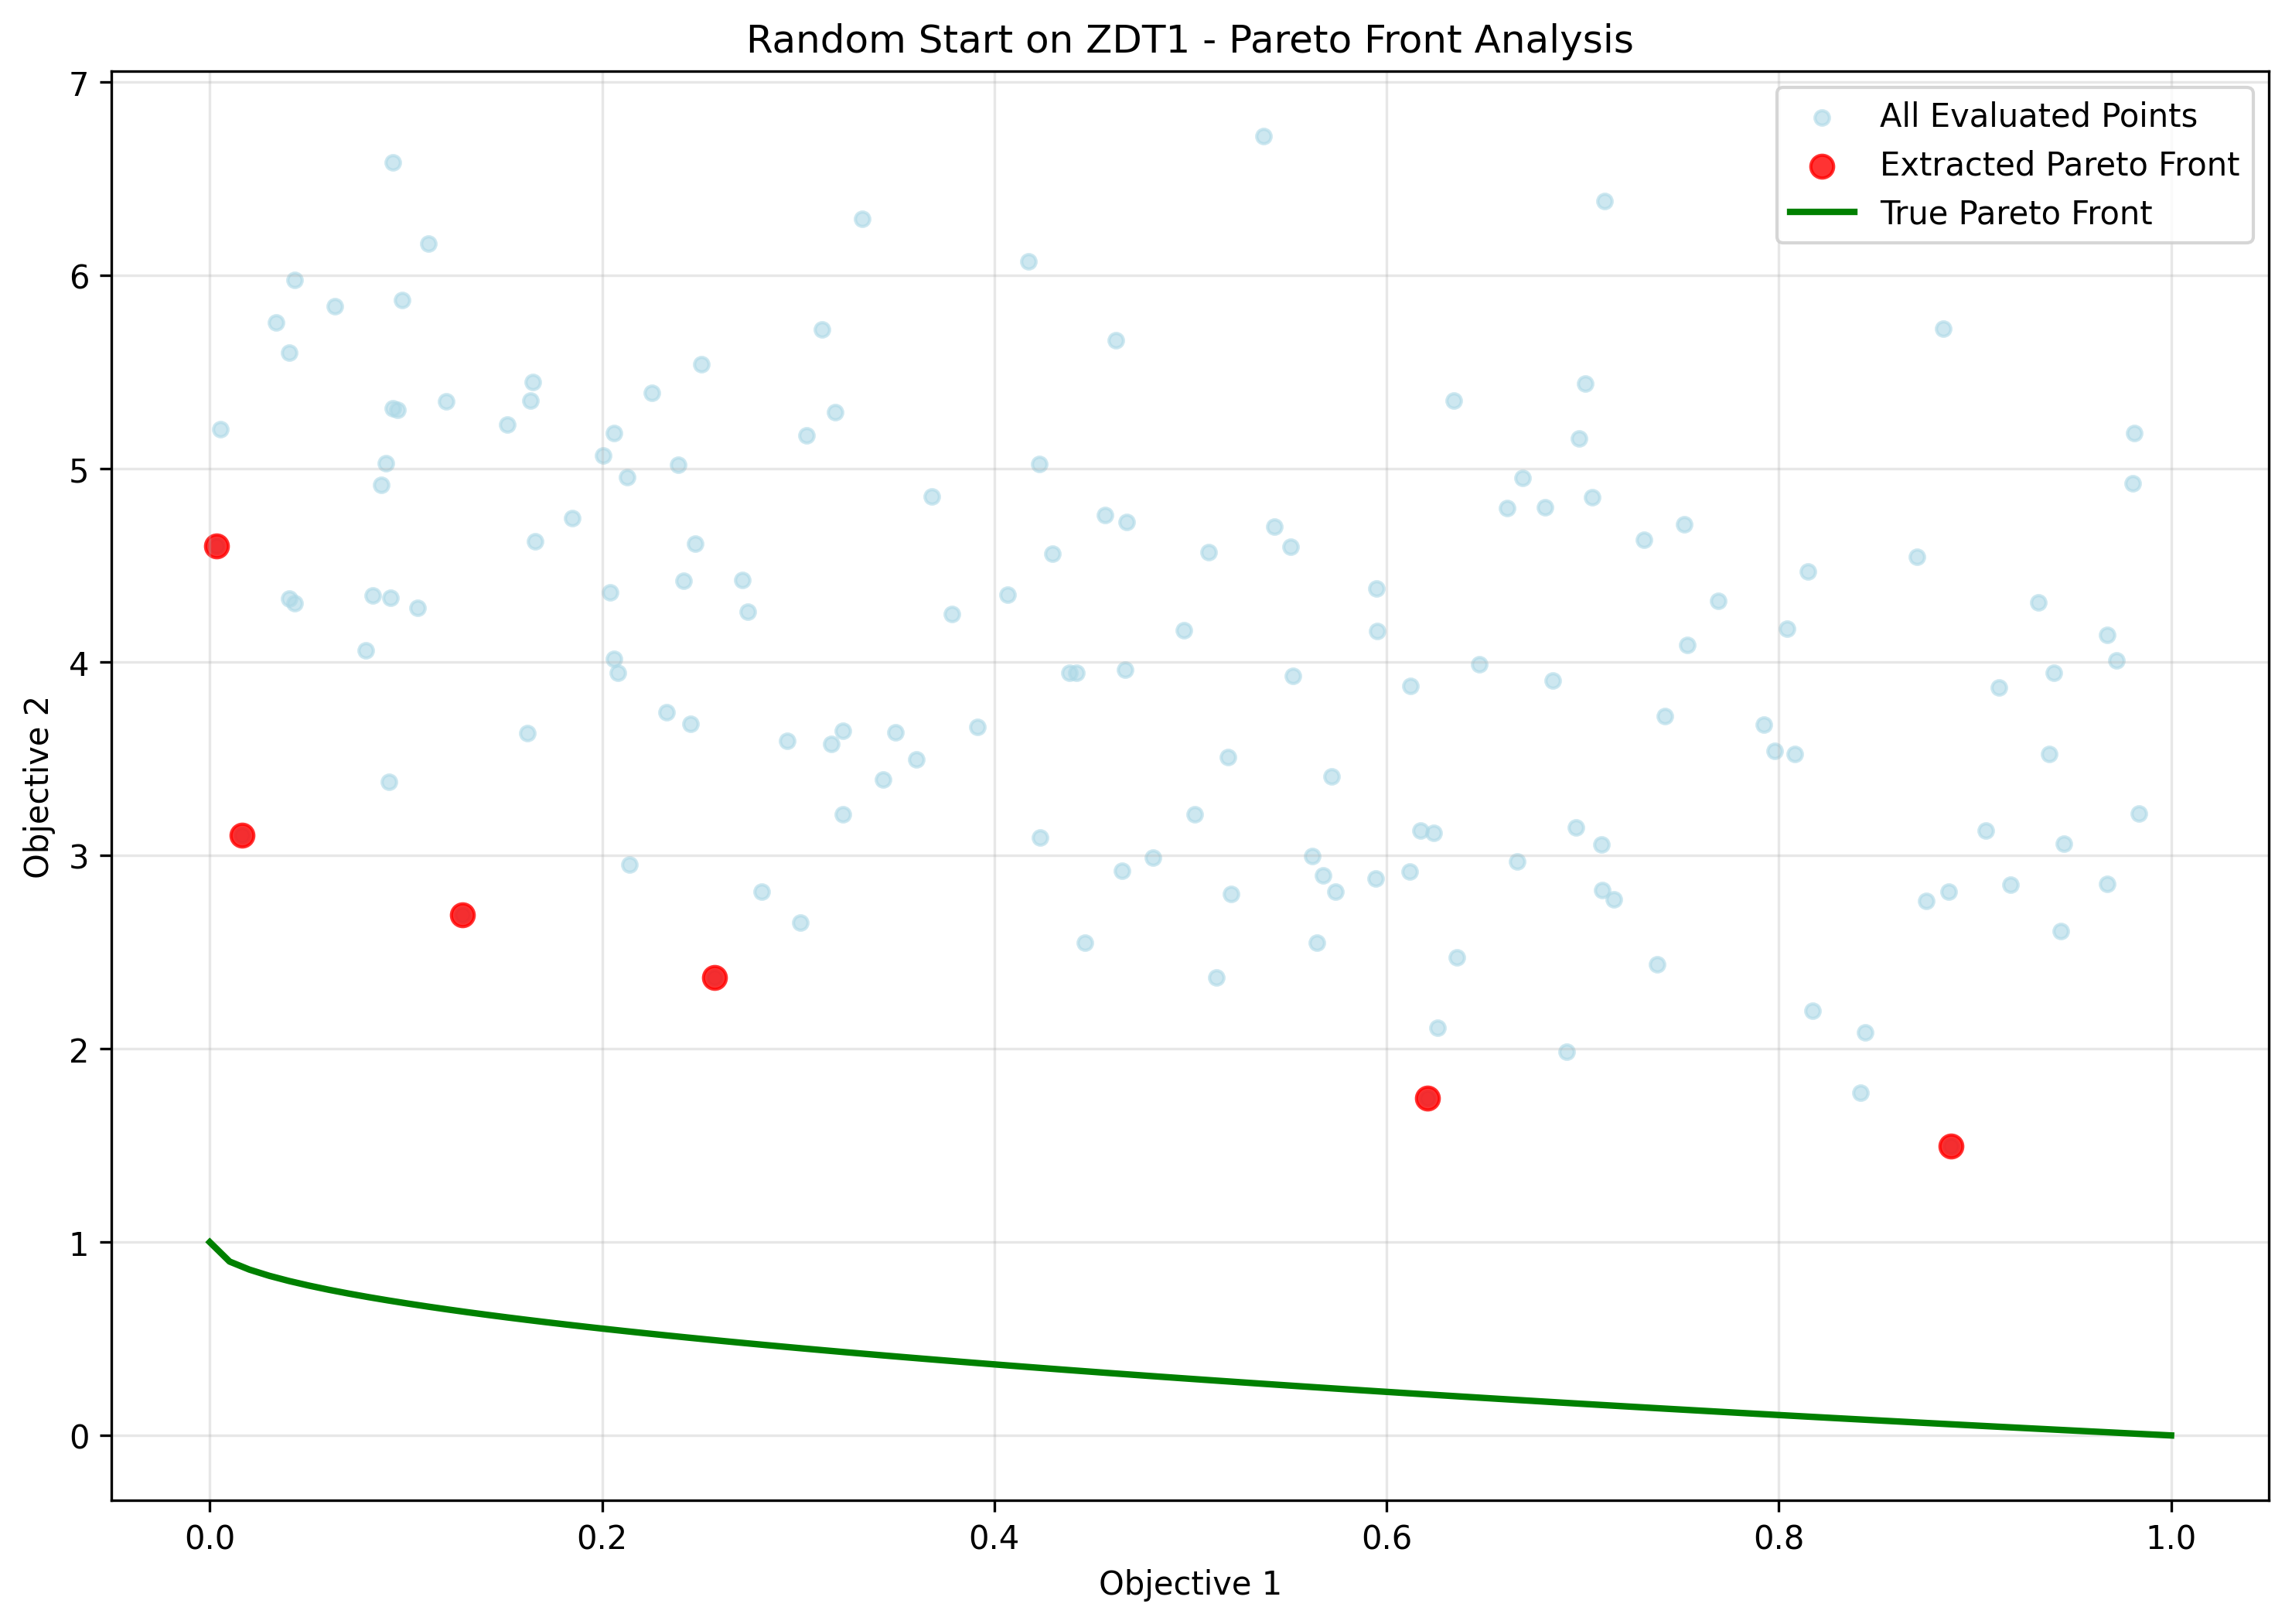 Random Start on ZDT1 - Pareto Front Analysis
All Evaluated Points
Extracted Pareto Front
True Pareto Front
7
6
5
4
3
2
1
0
Objective 2
0.0 0.2 0.4 0.6 0.8 1.0
Objective 1